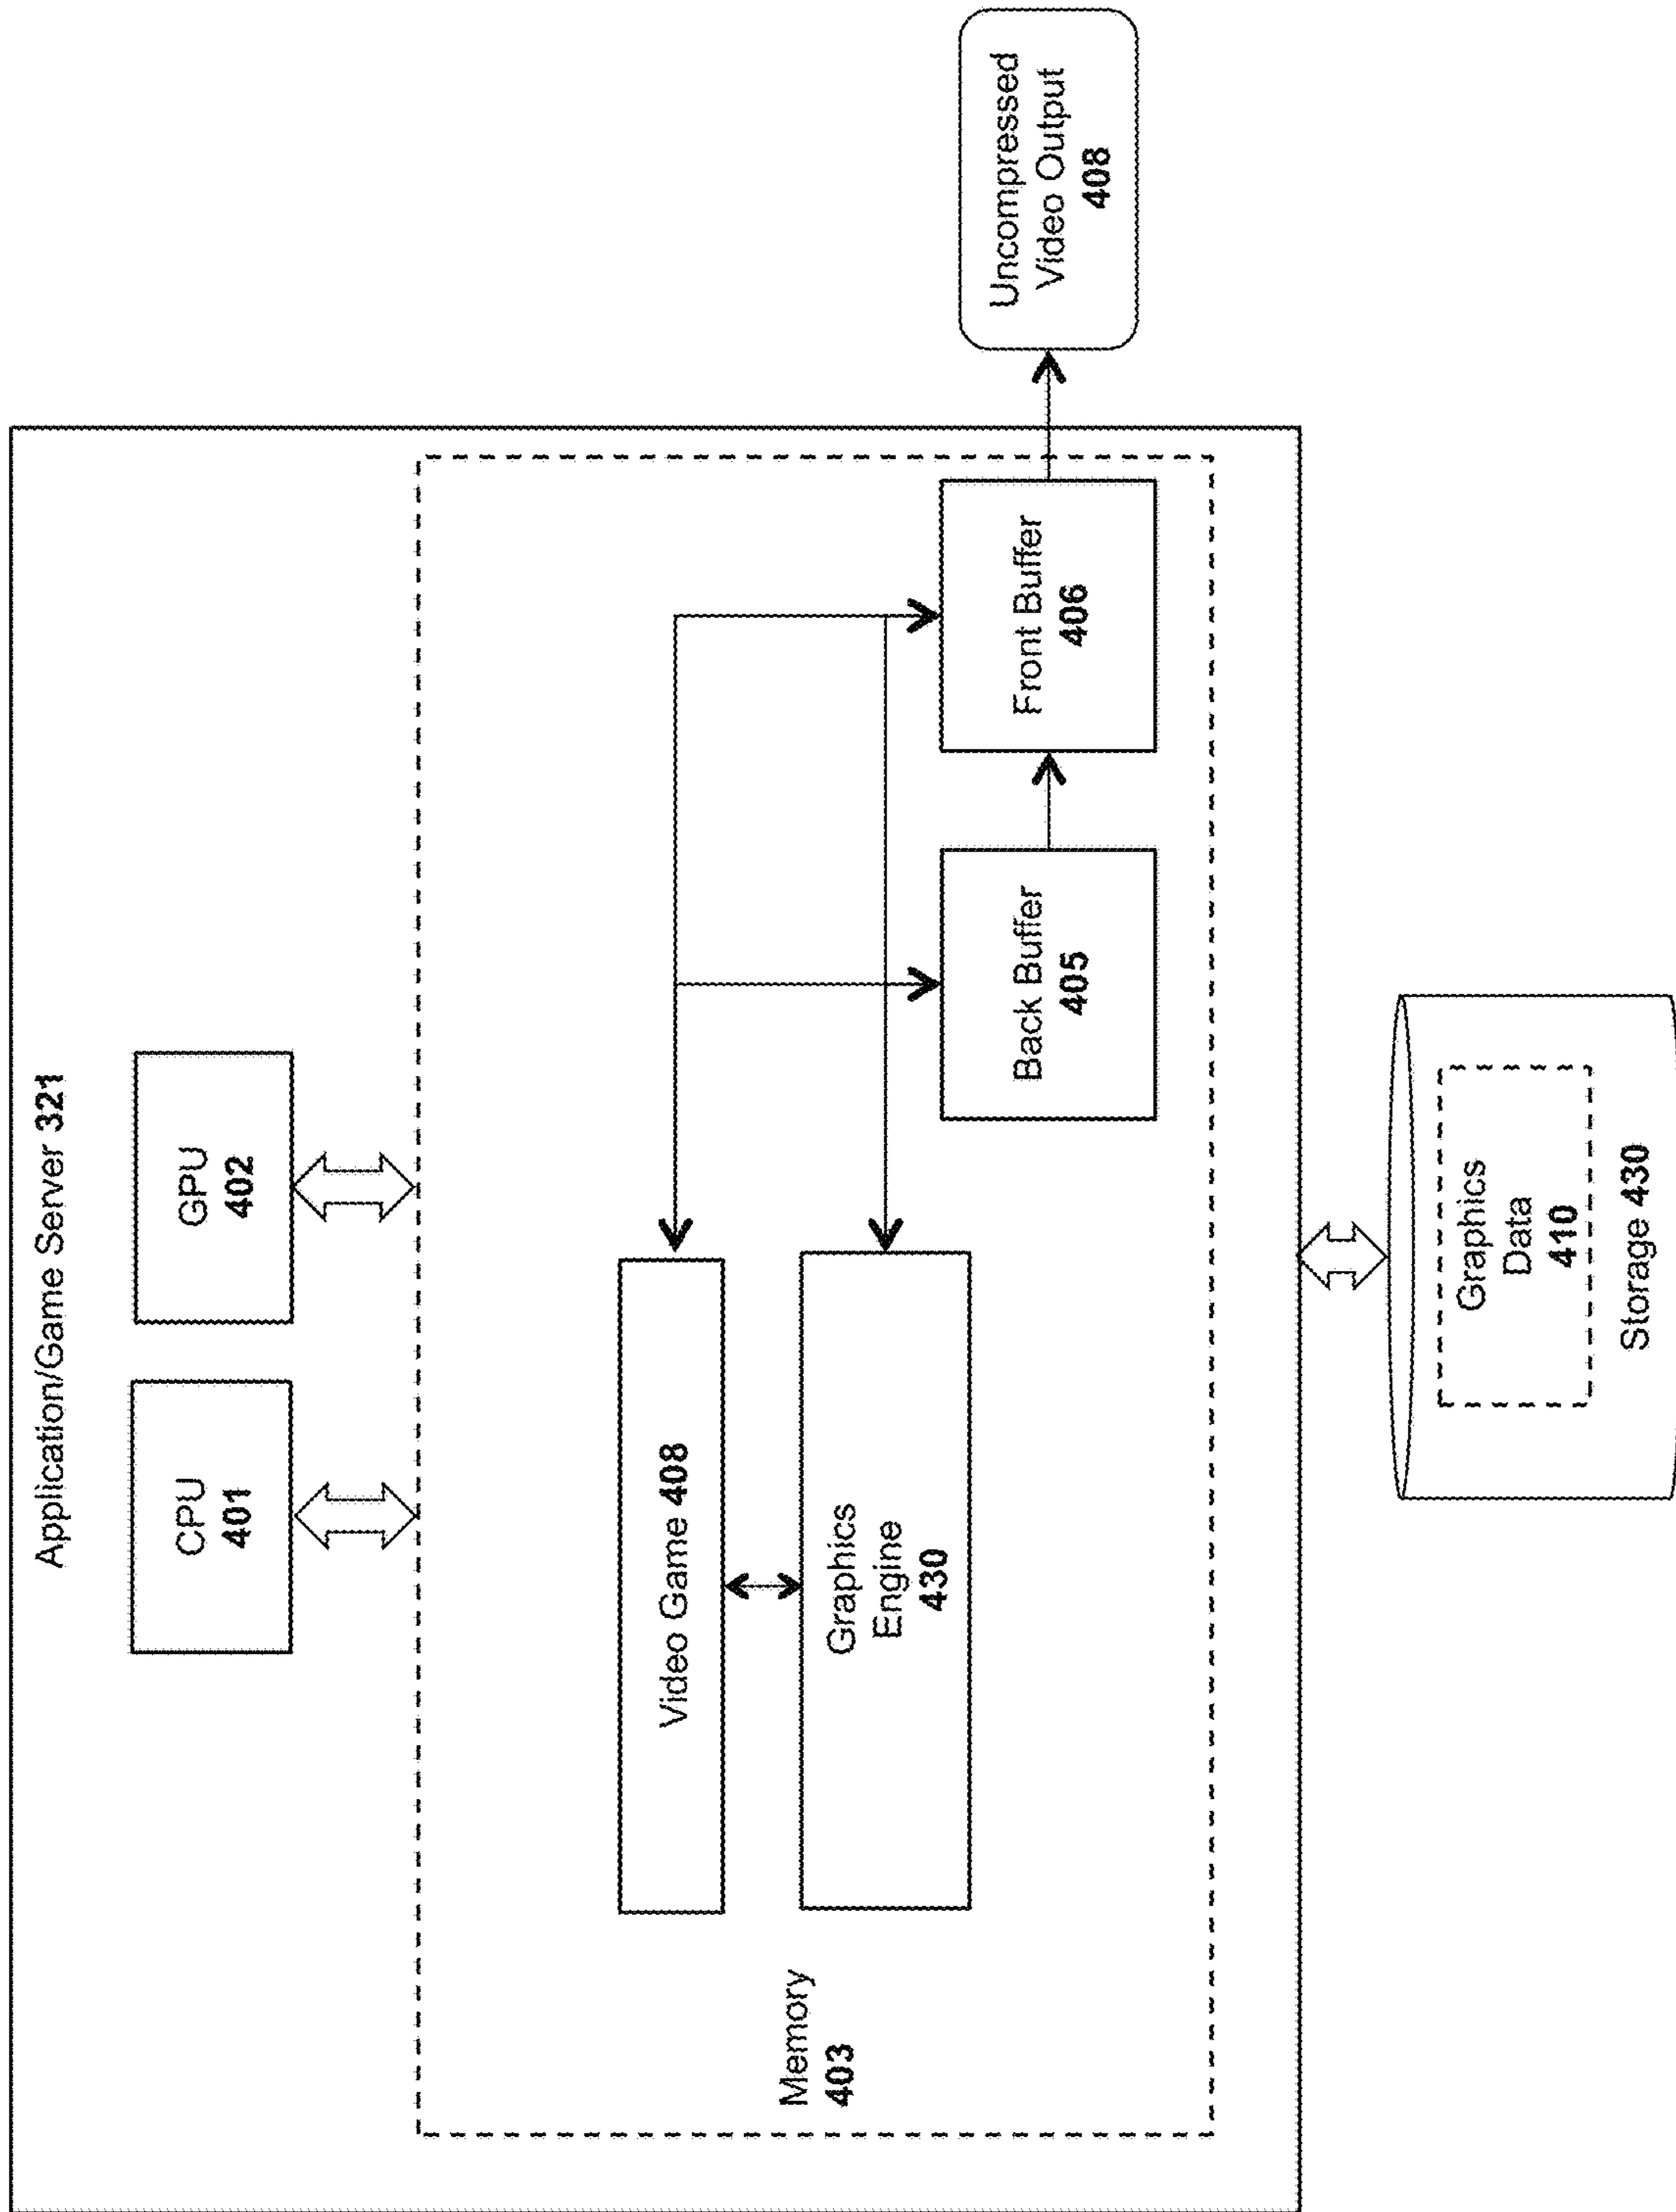 Application/Game Server 321
CPU
401
GPU
402
Memory
403
Video Game 408
Graphics
Engine
430
Back Buffer
405
Front Buffer
406
Uncompressed
Video Output
408
Graphics
Data
410
Storage 430